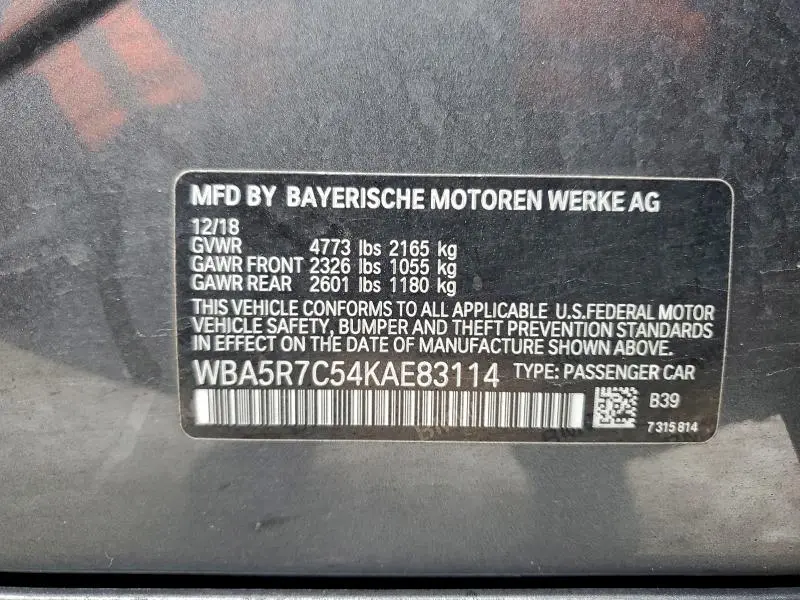 MFD BY BAYERISCHE MOTOREN WERKE AG
12/18
GVWR 4773 lbs 2165 kg
GAWR FRONT 2326 lbs 1055 kg
GAWR REAR 2601 lbs 1180 kg
THIS VEHICLE CONFORMS TO ALL APPLICABLE U.S.FEDERAL MOTOR
VEHICLE SAFETY, BUMPER AND THEFT PREVENTION STANDARDS
IN EFFECT ON THE DATE OF MANUFACTURE SHOWN ABOVE.
WBA5R7C54KAE83114 TYPE: PASSENGER CAR
B39
7315814